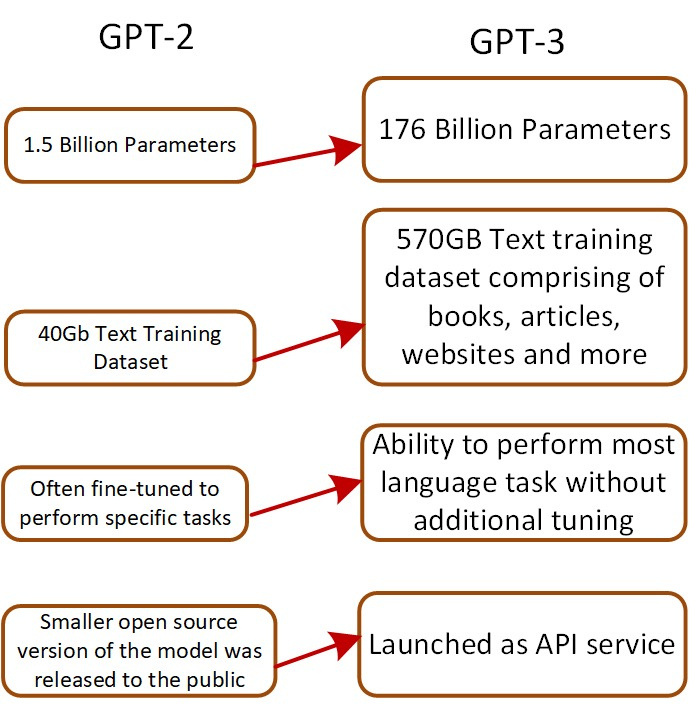 GPT-2
GPT-3
1.5 Billion Parameters
176 Billion Parameters
40Gb Text Training
Dataset
570GB Text training
dataset comprising of
books, articles,
websites and more
Often fine-tuned to
perform specific tasks
Ability to perform most
language task without
additional tuning
Smaller open source
version of the model was
released to the public
Launched as API service